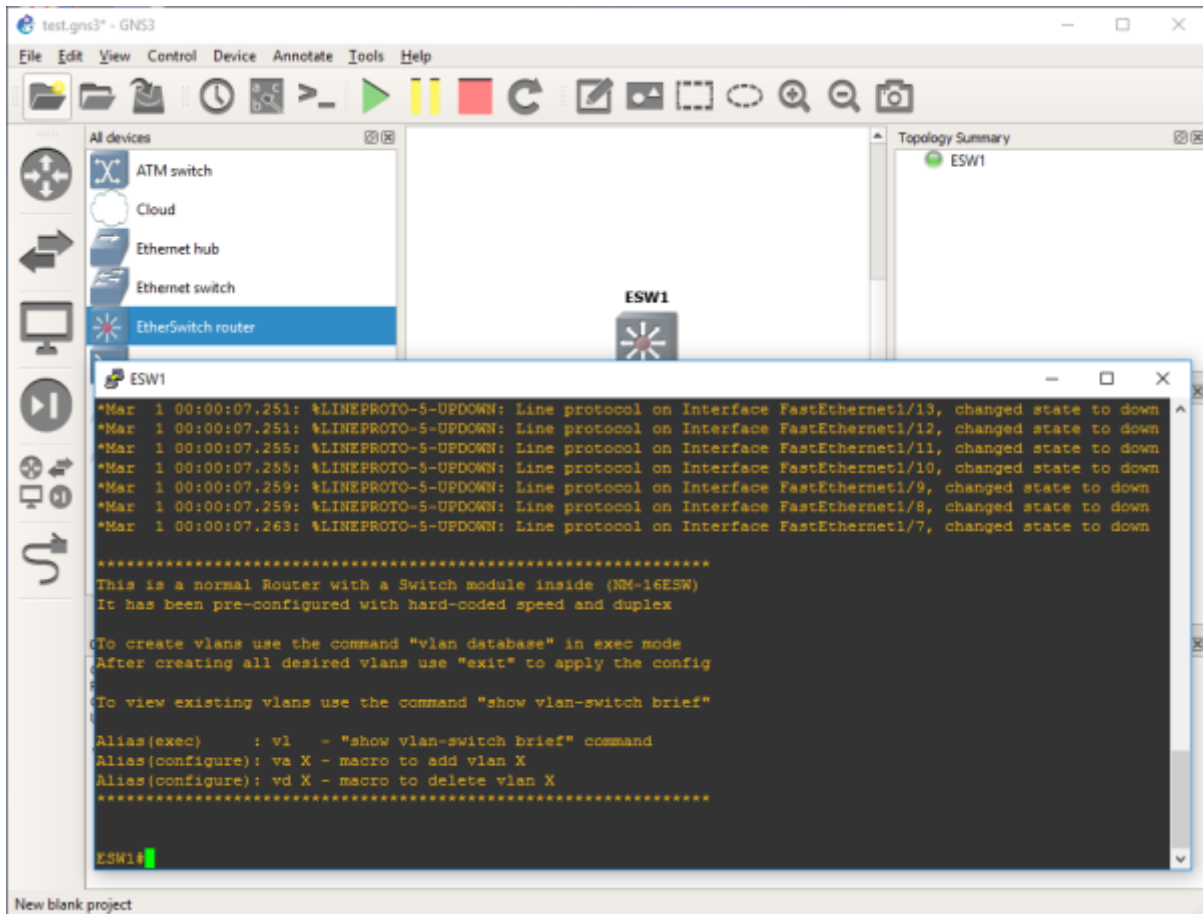 test.gns3* - GNS3
File Edit View Control Device Annotate Tools Help
All devices
Topology Summary
ATM switch
Cloud
Ethernet hub
Ethernet switch
EtherSwitch router
ESW1
ESW1
ESW1
*Mar  1 00:00:07.251: %LINEPROTO-5-UPDOWN: Line protocol on Interface FastEthernet1/13, changed state to down
*Mar  1 00:00:07.251: %LINEPROTO-5-UPDOWN: Line protocol on Interface FastEthernet1/12, changed state to down
*Mar  1 00:00:07.255: %LINEPROTO-5-UPDOWN: Line protocol on Interface FastEthernet1/11, changed state to down
*Mar  1 00:00:07.255: %LINEPROTO-5-UPDOWN: Line protocol on Interface FastEthernet1/10, changed state to down
*Mar  1 00:00:07.259: %LINEPROTO-5-UPDOWN: Line protocol on Interface FastEthernet1/9, changed state to down
*Mar  1 00:00:07.259: %LINEPROTO-5-UPDOWN: Line protocol on Interface FastEthernet1/8, changed state to down
*Mar  1 00:00:07.263: %LINEPROTO-5-UPDOWN: Line protocol on Interface FastEthernet1/7, changed state to down
***************************************************************
This is a normal Router with a Switch module inside (NM-16ESW)
It has been pre-configured with hard-coded speed and duplex
To create vlans use the command "vlan database" in exec mode
After creating all desired vlans use "exit" to apply the config
To view existing vlans use the command "show vlan-switch brief"
Alias(exec)     : vl   - "show vlan-switch brief" command
Alias(configure): va X - macro to add vlan X
Alias(configure): vd X - macro to delete vlan X
***************************************************************
ESW1#
New blank project